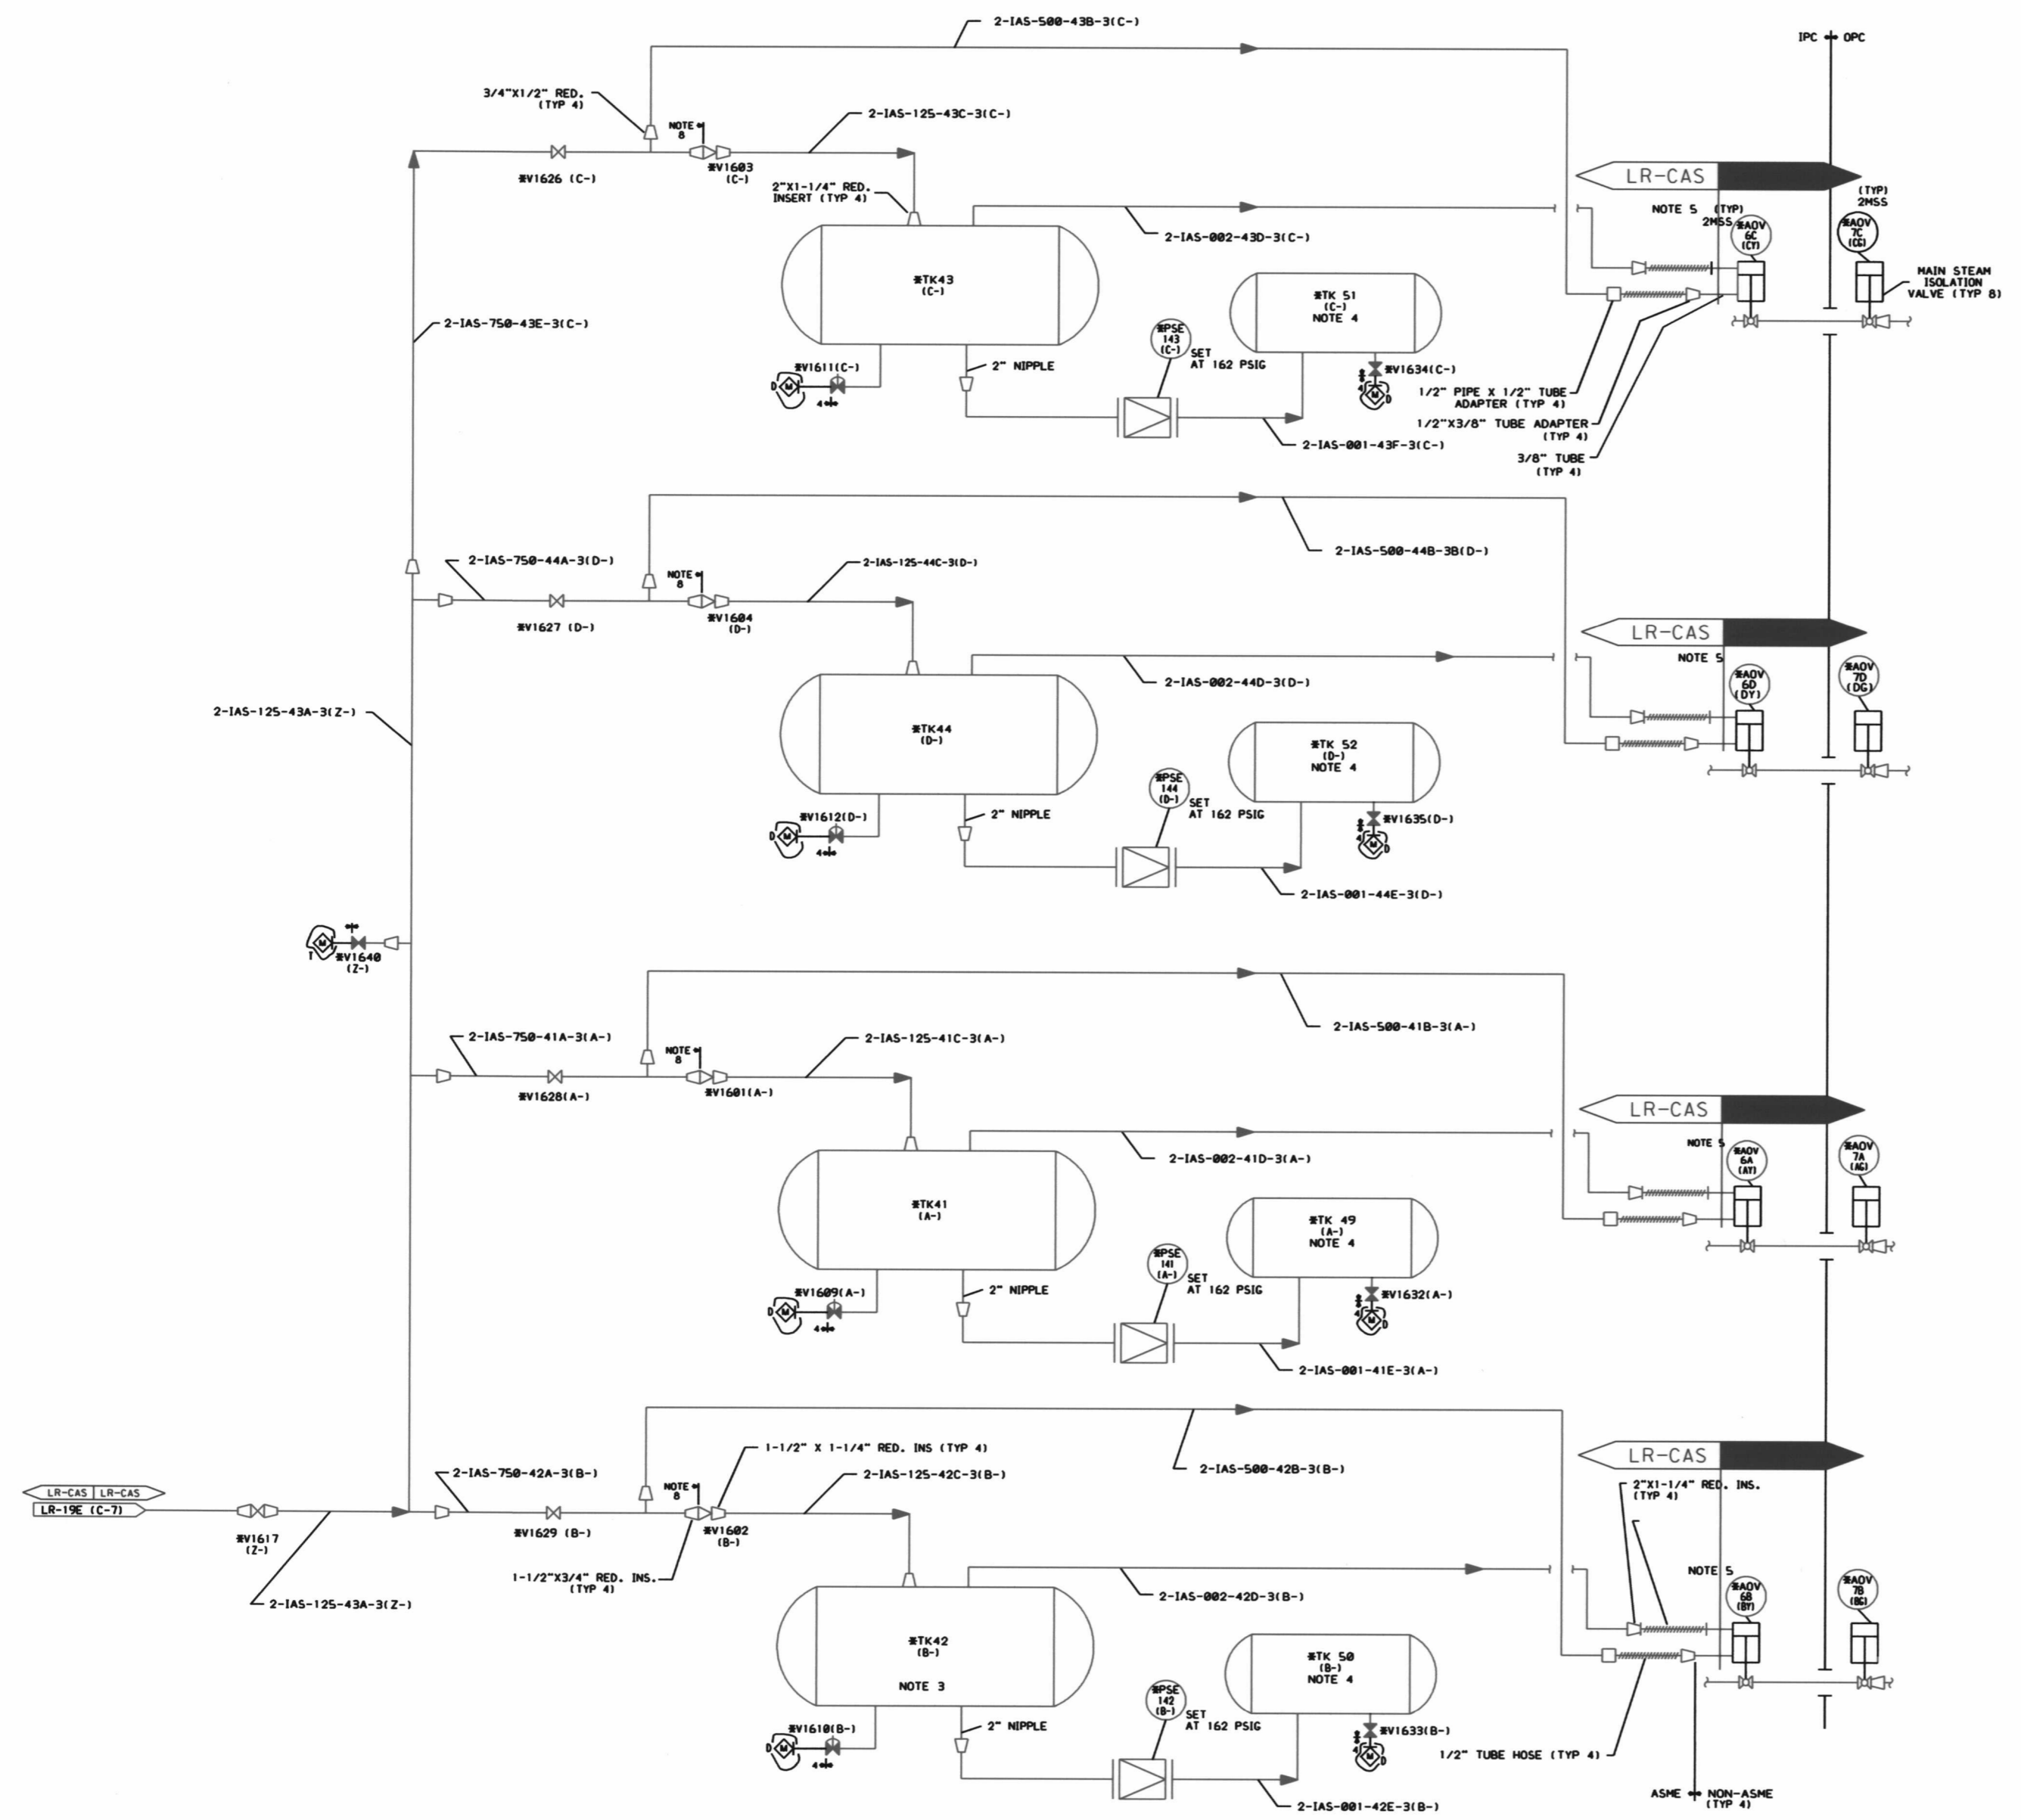 2-IAS-500-43B-3(C-)
IPC OPC
3/4"X1/2" RED.
(TYP 4)
NOTE
8
2-IAS-125-43C-3(C-)
*V1626 (C-)
*V1603
(C-)
2"X1-1/4" RED.
INSERT (TYP 4)
LR-CAS
NOTE 5
(TYP)
2MSS
(TYP)
2MSS
*AOV
6C
(CY)
*AOV
7C
(CG)
2-IAS-002-43D-3(C-)
*TK43
(C-)
*TK 51
(C-)
NOTE 4
MAIN STEAM
ISOLATION
VALVE (TYP 8)
2-IAS-750-43E-3(C-)
*PSE
143
(C-)
SET
AT 162 PSIG
*V1611(C-)
D
M
4
2" NIPPLE
*V1634(C-)
4
M
D
1/2" PIPE X 1/2" TUBE
ADAPTER (TYP 4)
1/2"X3/8" TUBE ADAPTER
(TYP 4)
2-IAS-001-43F-3(C-)
3/8" TUBE
(TYP 4)
2-IAS-750-44A-3(D-)
NOTE
8
2-IAS-125-44C-3(D-)
2-IAS-500-44B-3B(D-)
*V1627 (D-)
*V1604
(D-)
LR-CAS
NOTE 5
*AOV
6D
(DY)
*AOV
7D
(DG)
2-IAS-002-44D-3(D-)
2-IAS-125-43A-3(Z-)
*TK44
(D-)
*TK 52
(D-)
NOTE 4
*PSE
144
(D-)
SET
AT 162 PSIG
*V1612(D-)
D
M
4
2" NIPPLE
*V1635(D-)
4
M
D
2-IAS-001-44E-3(D-)
M
T
*V1640
(Z-)
2-IAS-750-41A-3(A-)
NOTE
8
2-IAS-125-41C-3(A-)
2-IAS-500-41B-3(A-)
*V1628(A-)
*V1601(A-)
LR-CAS
NOTE 5
*AOV
6A
(AY)
*AOV
7A
(AG)
2-IAS-002-41D-3(A-)
*TK41
(A-)
*TK 49
(A-)
NOTE 4
*PSE
141
(A-)
SET
AT 162 PSIG
*V1609(A-)
D
M
4
2" NIPPLE
*V1632(A-)
4
M
D
2-IAS-001-41E-3(A-)
2-IAS-750-42A-3(B-)
1-1/2" X 1-1/4" RED. INS (TYP 4)
2-IAS-125-42C-3(B-)
2-IAS-500-42B-3(B-)
LR-CAS
LR-CAS LR-CAS
LR-19E (C-7)
NOTE
8
2"X1-1/4" RED. INS.
(TYP 4)
*V1617
(Z-)
*V1629 (B-)
*V1602
(B-)
1-1/2"X3/4" RED. INS.
(TYP 4)
2-IAS-125-43A-3(Z-)
NOTE 5
*AOV
6B
(BY)
*AOV
7B
(BG)
2-IAS-002-42D-3(B-)
*TK42
(B-)
NOTE 3
*TK 50
(B-)
NOTE 4
*PSE
142
(B-)
SET
AT 162 PSIG
*V1610(B-)
D
M
4
2" NIPPLE
*V1633(B-)
4
M
D
1/2" TUBE HOSE (TYP 4)
2-IAS-001-42E-3(B-)
ASME NON-ASME
(TYP 4)